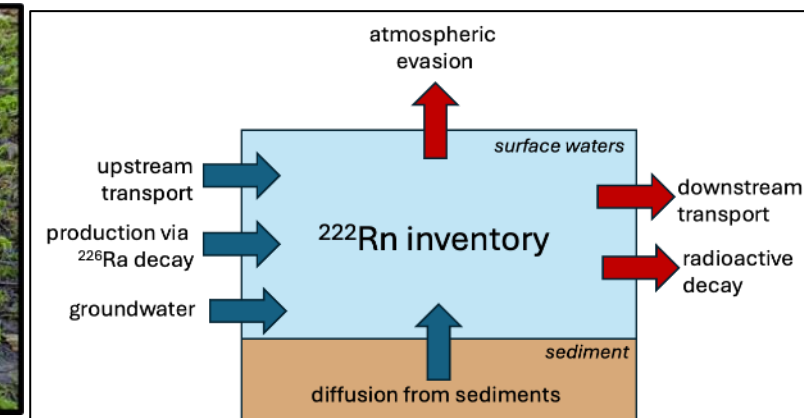 atmospheric
evasion
surface waters
upstream
transport
downstream
transport
production via
²²⁶Ra decay
²²²Rn inventory
radioactive
decay
groundwater
sediment
diffusion from sediments